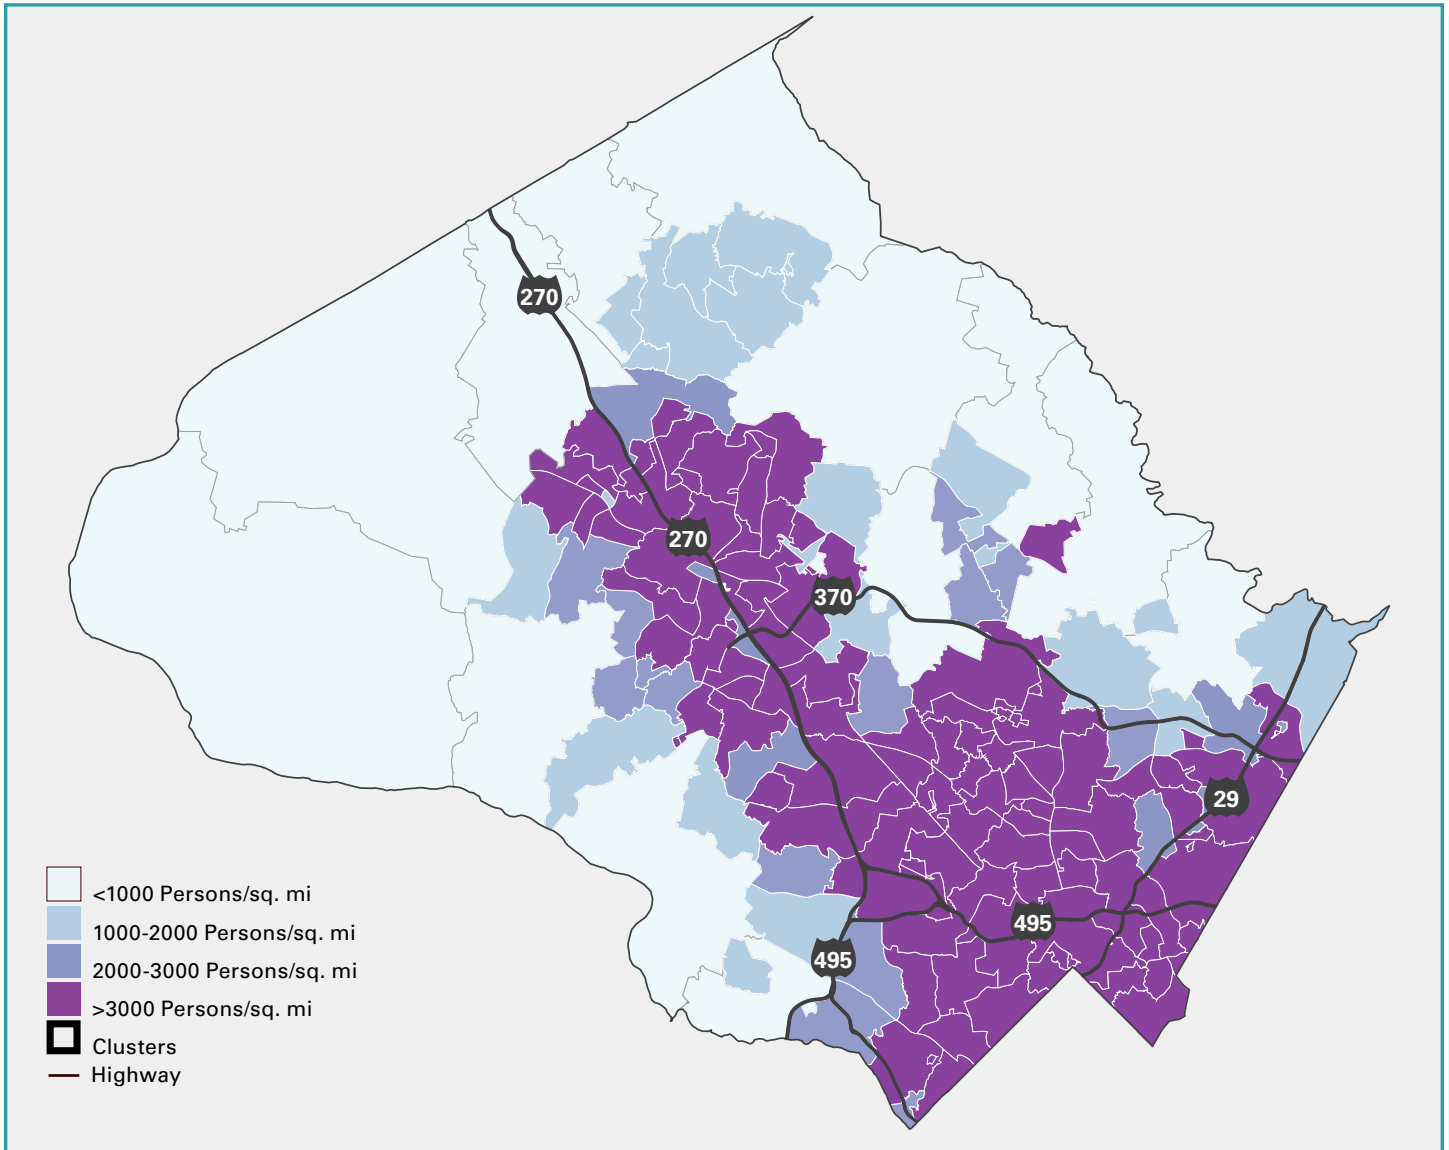 270
270
370
29
495
495
<1000 Persons/sq. mi
1000-2000 Persons/sq. mi
2000-3000 Persons/sq. mi
>3000 Persons/sq. mi
Clusters
Highway